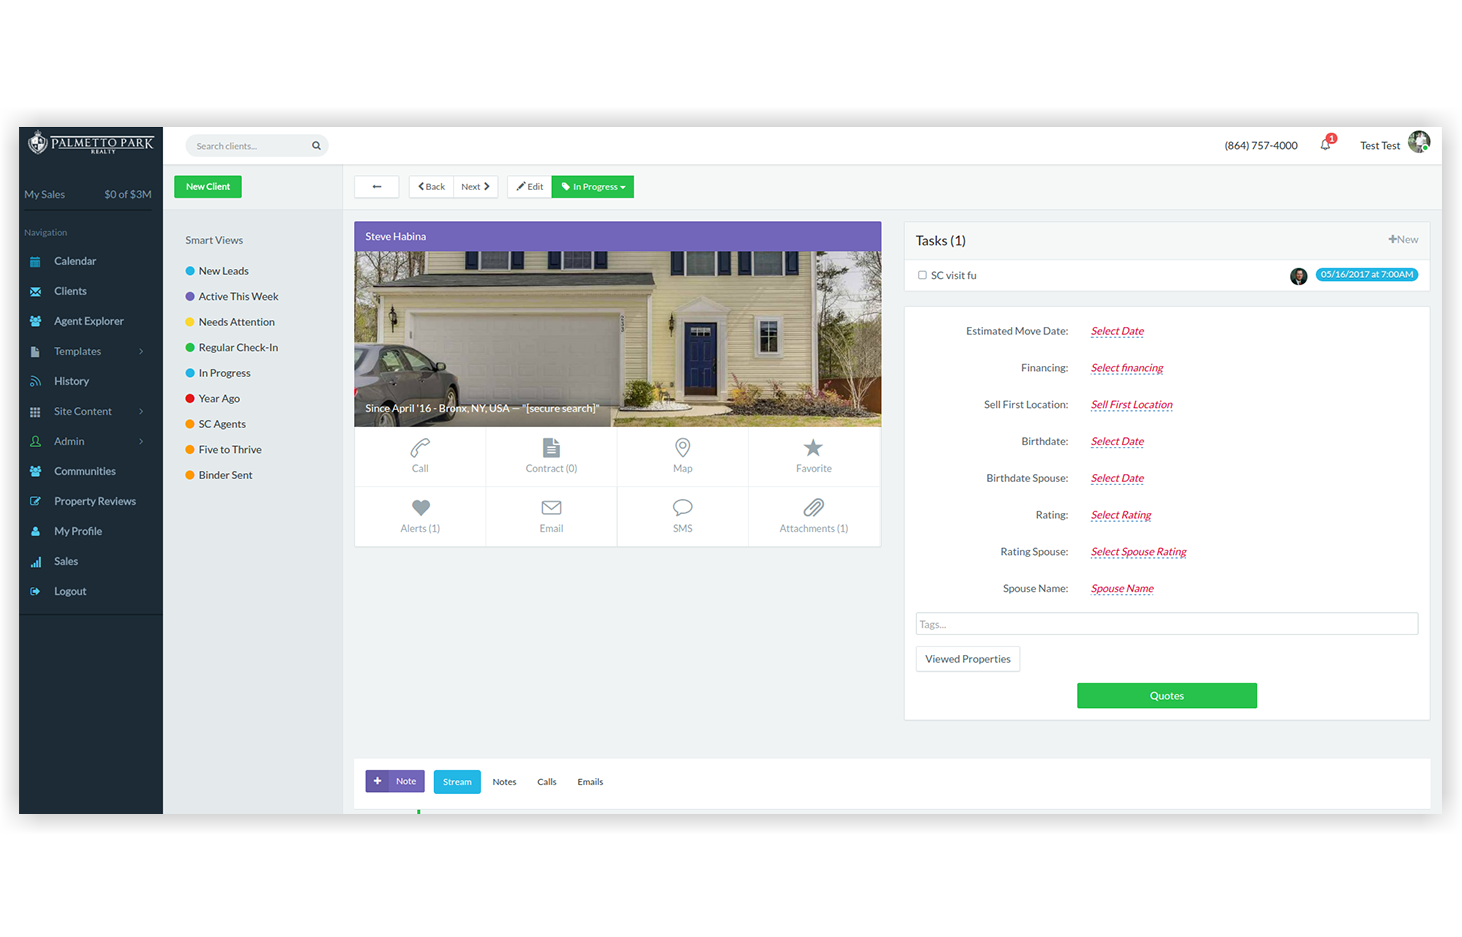 PALMETTO PARK
REALTY
Search clients...
(864) 757-4000
1
Test Test
My Sales $0 of $3M
Navigation
Calendar
Clients
Agent Explorer
Templates
History
Site Content
Admin
Communities
Property Reviews
My Profile
Sales
Logout
New Client
Smart Views
New Leads
Active This Week
Needs Attention
Regular Check-In
In Progress
Year Ago
SC Agents
Five to Thrive
Binder Sent
Back
Next
Edit
In Progress
Steve Habina
Since April '16 - Bronx, NY, USA — "[secure search]"
Call
Contract (0)
Map
Favorite
Alerts (1)
Email
SMS
Attachments (1)
Tasks (1)
+New
SC visit fu
05/16/2017 at 7:00AM
Estimated Move Date: Select Date
Financing: Select financing
Sell First Location: Sell First Location
Birthdate: Select Date
Birthdate Spouse: Select Date
Rating: Select Rating
Rating Spouse: Select Spouse Rating
Spouse Name: Spouse Name
Tags...
Viewed Properties
Quotes
+ Note
Stream
Notes
Calls
Emails